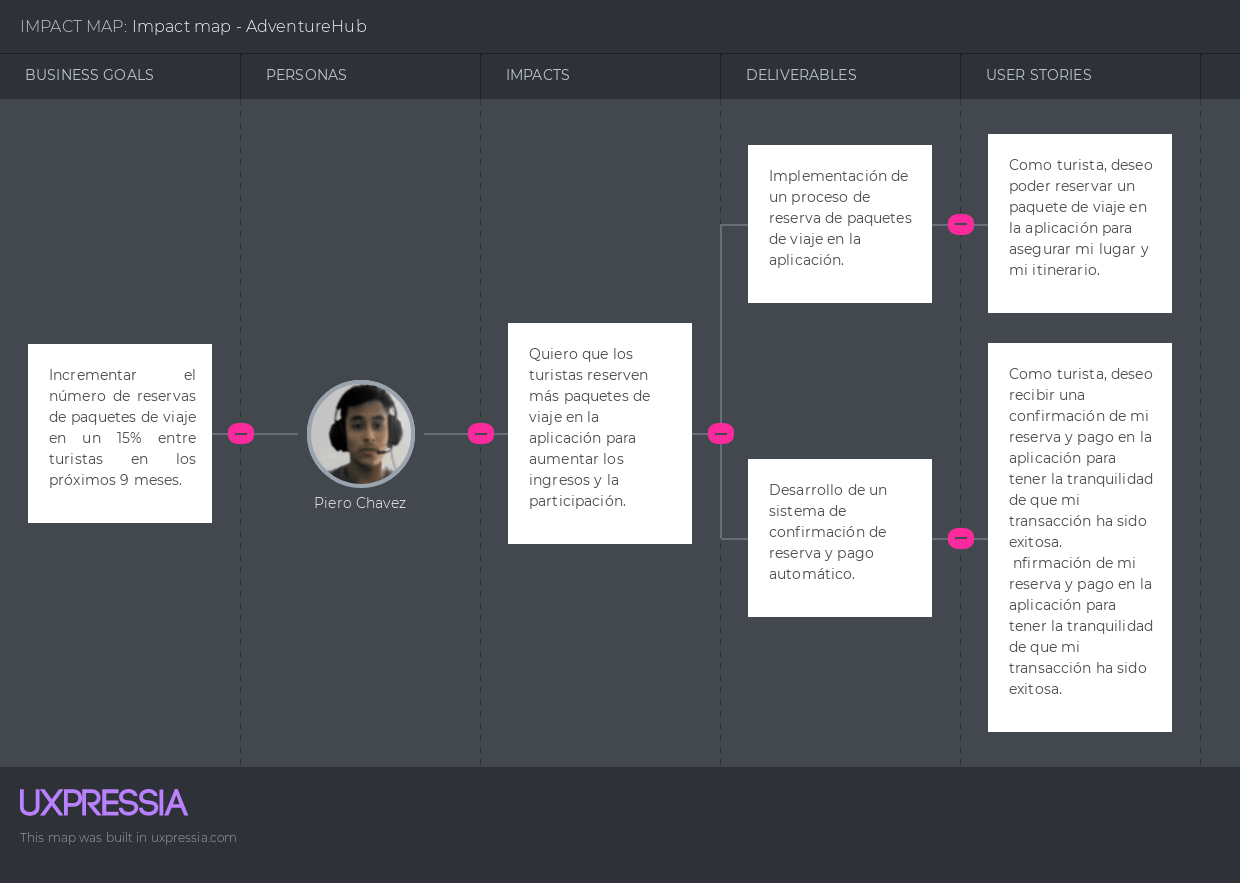 IMPACT MAP: Impact map - AdventureHub
BUSINESS GOALS
PERSONAS
IMPACTS
DELIVERABLES
USER STORIES
Incrementar el
número de reservas
de paquetes de viaje
en un 15% entre
turistas en los
próximos 9 meses.
Piero Chavez
Quiero que los
turistas reserven
más paquetes de
viaje en la
aplicación para
aumentar los
ingresos y la
participación.
Implementación de
un proceso de
reserva de paquetes
de viaje en la
aplicación.
Como turista, deseo
poder reservar un
paquete de viaje en
la aplicación para
asegurar mi lugar y
mi itinerario.
Desarrollo de un
sistema de
confirmación de
reserva y pago
automático.
Como turista, deseo
recibir una
confirmación de mi
reserva y pago en la
aplicación para
tener la tranquilidad
de que mi
transacción ha sido
exitosa.
nfirmación de mi
reserva y pago en la
aplicación para
tener la tranquilidad
de que mi
transacción ha sido
exitosa.
UXPRESSIA
This map was built in uxpressia.com